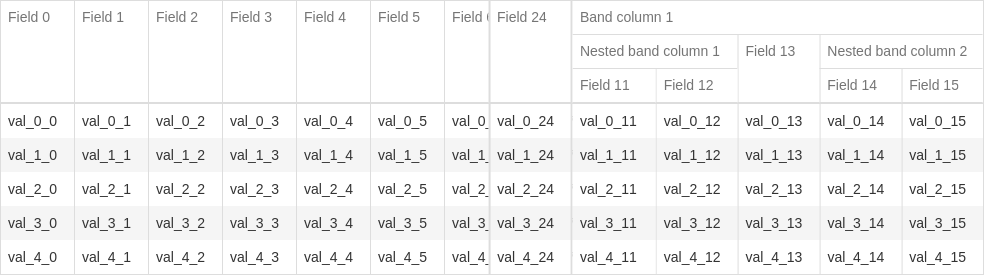 Field 0 Field 1 Field 2 Field 3 Field 4 Field 5 Field Field 24 Band column 1
Nested band column 1 Field 13 Nested band column 2
Field 11 Field 12 Field 14 Field 15
val_0_0 val_0_1 val_0_2 val_0_3 val_0_4 val_0_5 val_0_ val_0_24 val_0_11 val_0_12 val_0_13 val_0_14 val_0_15
val_1_0 val_1_1 val_1_2 val_1_3 val_1_4 val_1_5 val_1_ val_1_24 val_1_11 val_1_12 val_1_13 val_1_14 val_1_15
val_2_0 val_2_1 val_2_2 val_2_3 val_2_4 val_2_5 val_2_ val_2_24 val_2_11 val_2_12 val_2_13 val_2_14 val_2_15
val_3_0 val_3_1 val_3_2 val_3_3 val_3_4 val_3_5 val_3_ val_3_24 val_3_11 val_3_12 val_3_13 val_3_14 val_3_15
val_4_0 val_4_1 val_4_2 val_4_3 val_4_4 val_4_5 val_4_ val_4_24 val_4_11 val_4_12 val_4_13 val_4_14 val_4_15